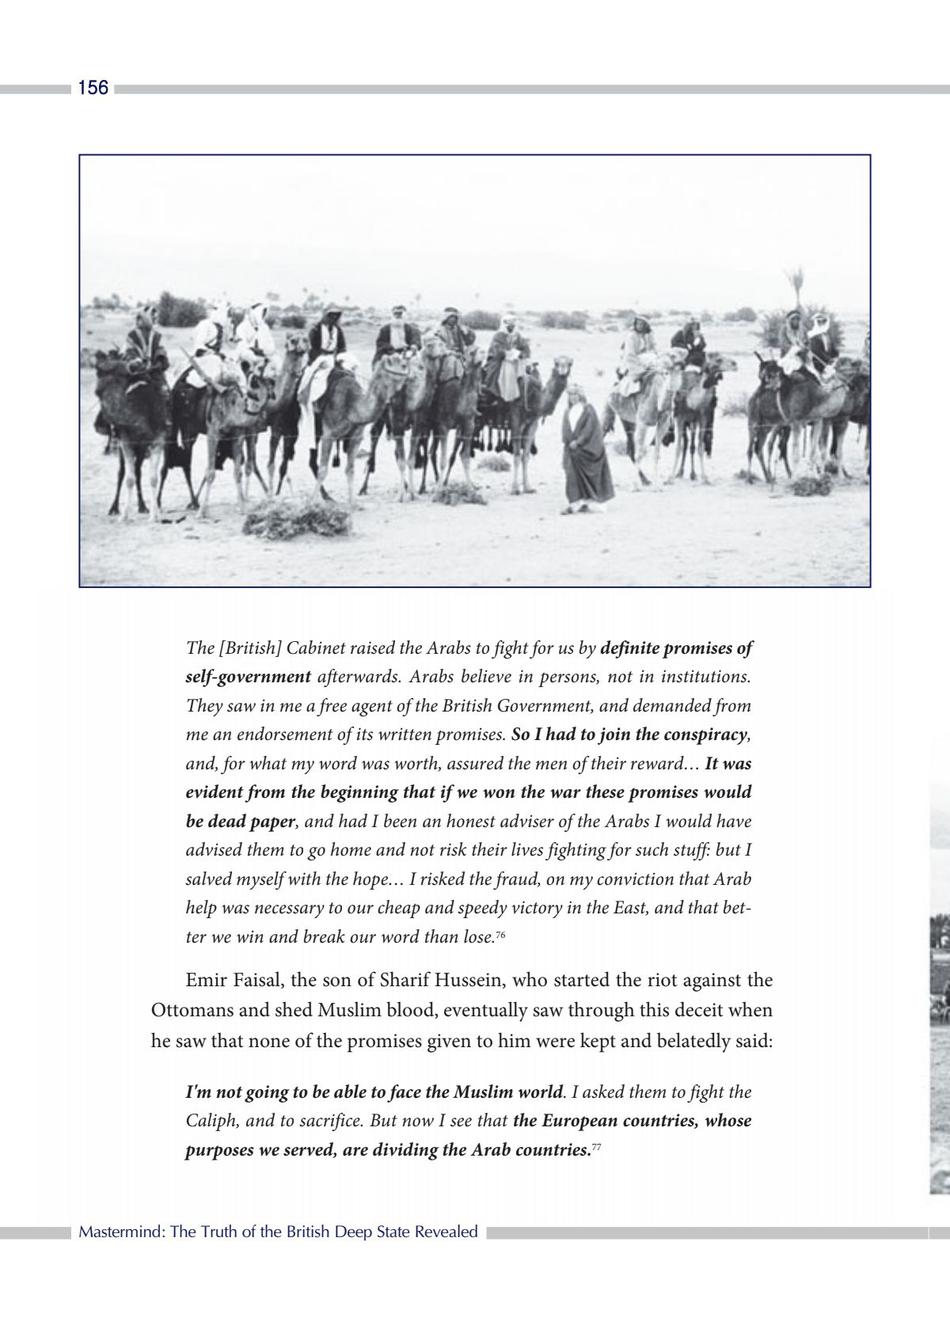 156
The [British] Cabinet raised the Arabs to fight for us by definite promises of
self-government afterwards. Arabs believe in persons, not in institutions.
They saw in me a free agent of the British Government, and demanded from
me an endorsement of its written promises. So I had to join the conspiracy,
and, for what my word was worth, assured the men of their reward… It was
evident from the beginning that if we won the war these promises would
be dead paper, and had I been an honest adviser of the Arabs I would have
advised them to go home and not risk their lives fighting for such stuff: but I
salved myself with the hope… I risked the fraud, on my conviction that Arab
help was necessary to our cheap and speedy victory in the East, and that bet-
ter we win and break our word than lose.76
Emir Faisal, the son of Sharif Hussein, who started the riot against the
Ottomans and shed Muslim blood, eventually saw through this deceit when
he saw that none of the promises given to him were kept and belatedly said:
I'm not going to be able to face the Muslim world. I asked them to fight the
Caliph, and to sacrifice. But now I see that the European countries, whose
purposes we served, are dividing the Arab countries.77
Mastermind: The Truth of the British Deep State Revealed